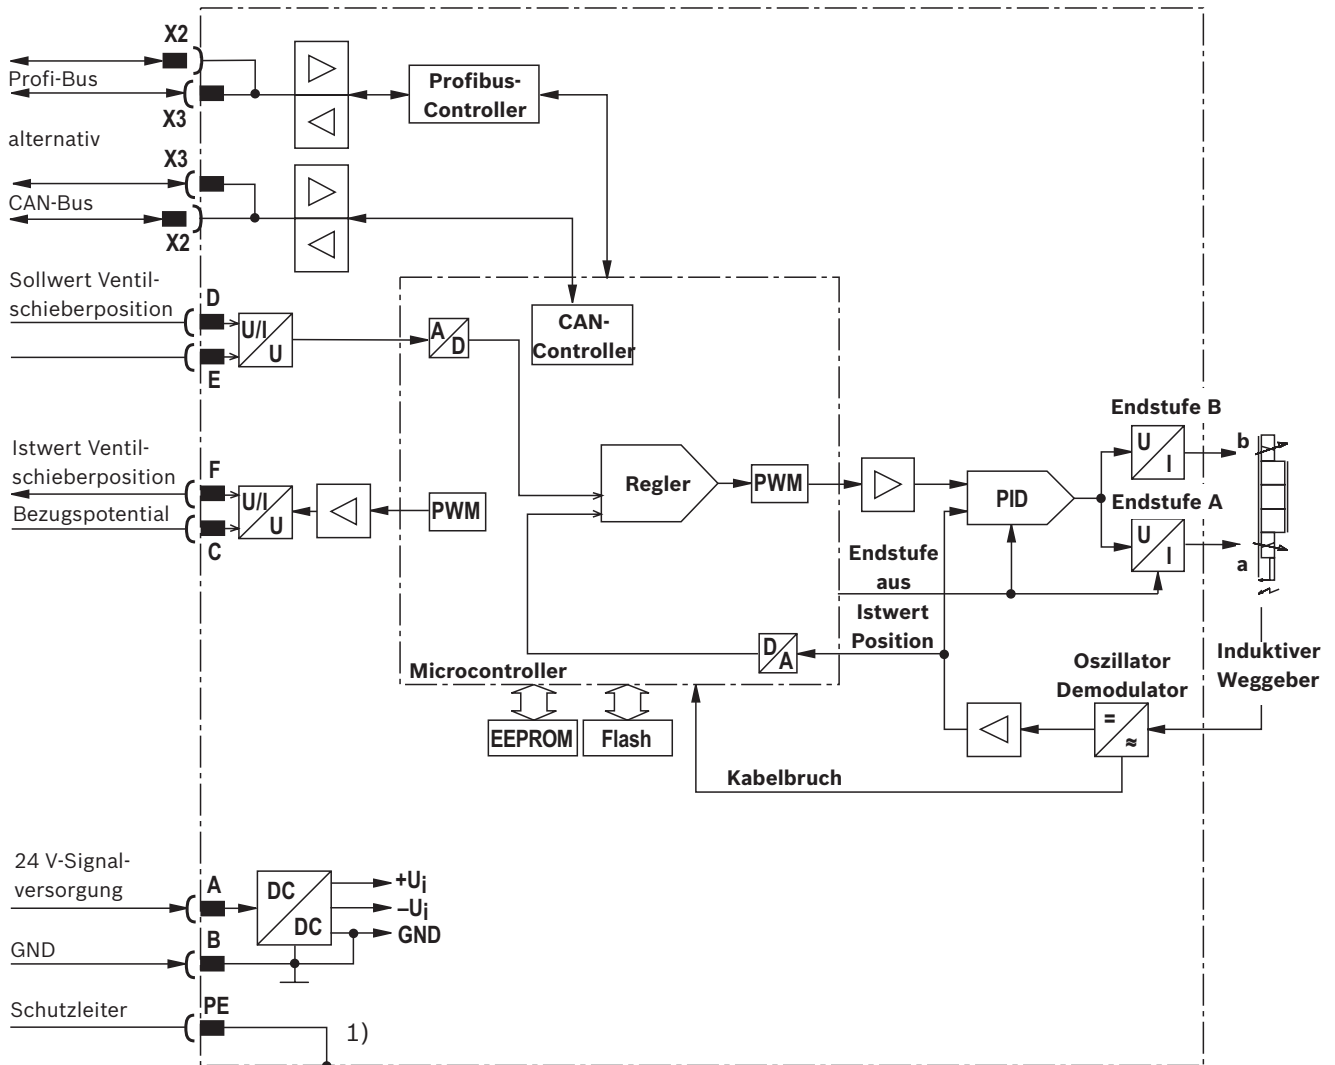 X2
Profi-Bus
X3
Profibus-
Controller
alternativ
X3
CAN-Bus
X2
Sollwert Ventil-
schieberposition
D
E
U/I
U
A
D
CAN-
Controller
Istwert Ventil-
schieberposition
F
Bezugspotential
C
U/I
U
PWM
Regler
PWM
PID
Endstufe B
U
I
b
Endstufe A
U
I
a
Endstufe
aus
Istwert
Position
D
A
Microcontroller
EEPROM
Flash
Oszillator
Demodulator
=
≈
Induktiver
Weggeber
Kabelbruch
24 V-Signal-
versorgung
A
DC
DC
+Ui
–Ui
GND
B
GND
Schutzleiter
PE
1)